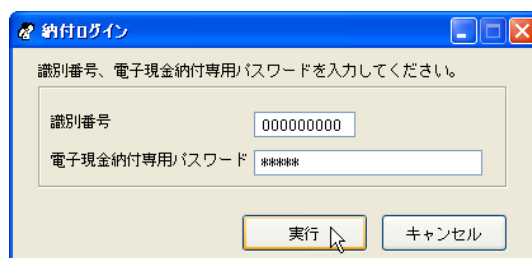 納付ログイン
識別番号、電子現金納付専用パスワードを入力してください。
識別番号 000000000
電子現金納付専用パスワード *****
実行 キャンセル